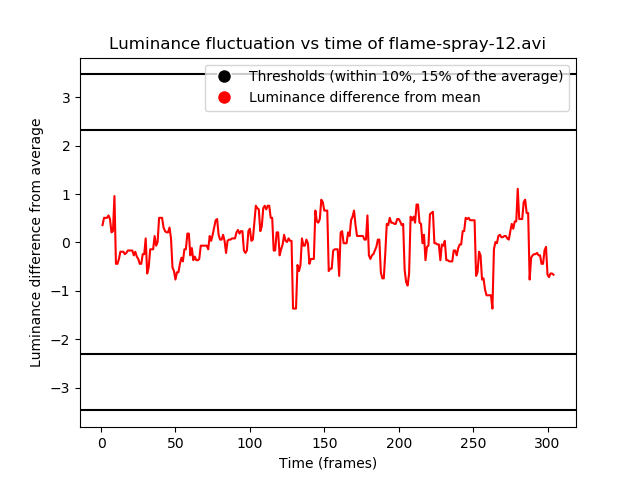 Luminance fluctuation vs time of flame-spray-12.avi
Thresholds (within 10%, 15% of the average)
Luminance difference from mean
Luminance difference from average
3
2
1
0
−1
−2
−3
0 50 100 150 200 250 300
Time (frames)